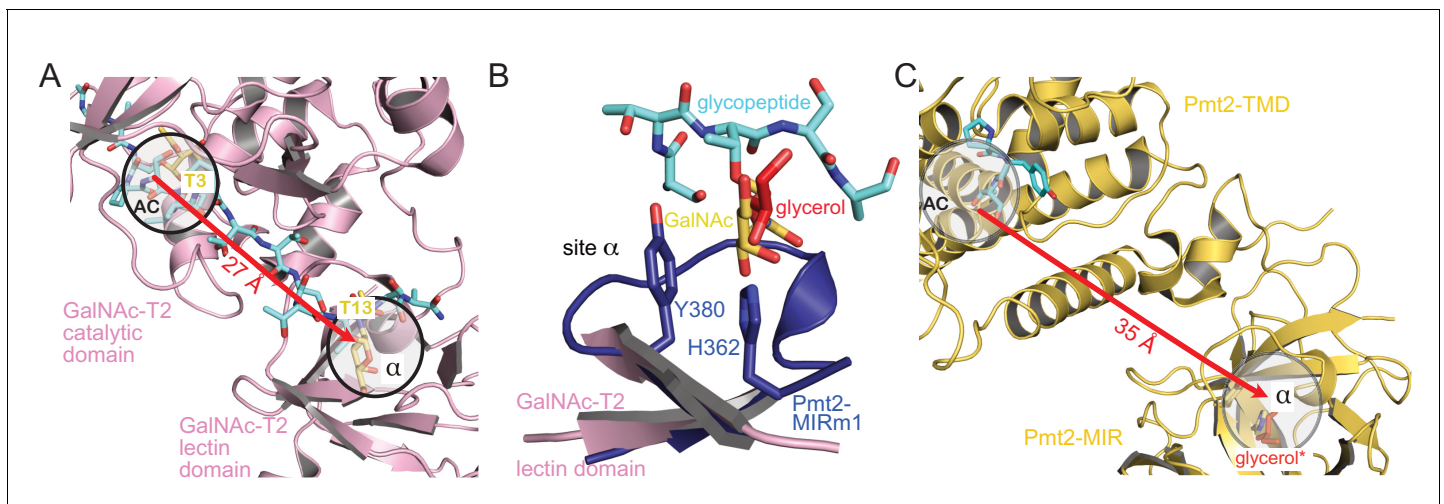 A
T3
AC
27 Å
GalNAc-T2
catalytic
domain
T13
α
GalNAc-T2
lectin
domain
B
glycopeptide
GalNAc
glycerol
site α
Y380
H362
GalNAc-T2
lectin domain
Pmt2-
MIRm1
C
Pmt2-TMD
AC
35 Å
α
Pmt2-MIR
glycerol*